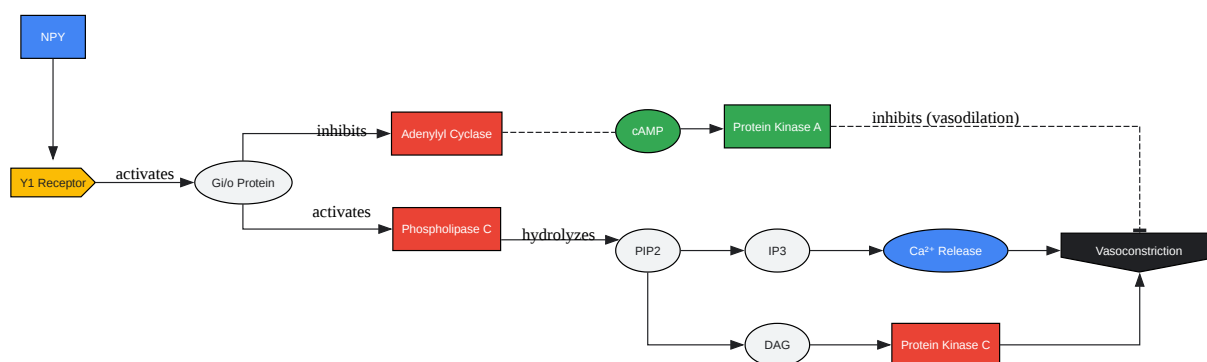 NPY
inhibits
Adenylyl Cyclase
cAMP
Protein Kinase A
inhibits (vasodilation)
Y1 Receptor
activates
Gi/o Protein
activates
Phospholipase C
hydrolyzes
PIP2
IP3
Ca²⁺ Release
Vasoconstriction
DAG
Protein Kinase C